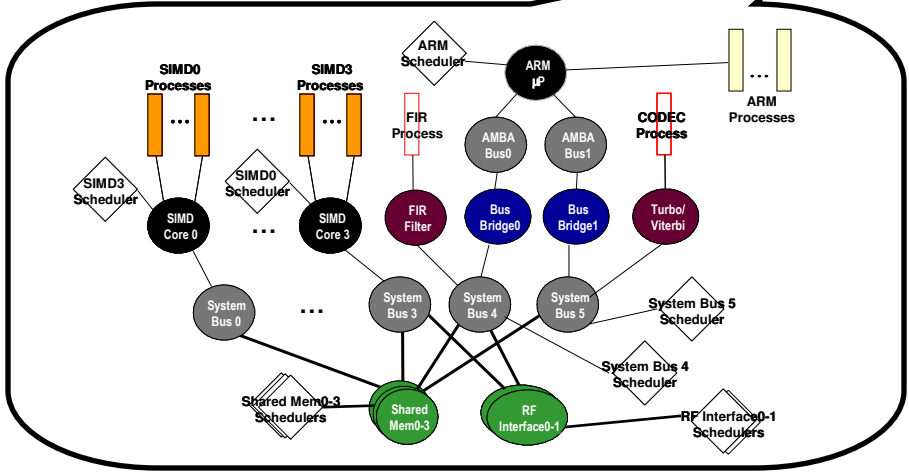 ARM
Scheduler
ARM
μP
SIMD0
Processes
SIMD3
Processes
...
...
...
...
ARM
Processes
FIR
Process
CODEC
Process
AMBA
Bus0
AMBA
Bus1
SIMD3
Scheduler
SIMD0
Scheduler
SIMD
Core 0
...
SIMD
Core 3
FIR
Filter
Bus
Bridge0
Bus
Bridge1
Turbo/
Viterbi
System
Bus 0
...
System
Bus 3
System
Bus 4
System
Bus 5
System Bus 5
Scheduler
System Bus 4
Scheduler
Shared Mem0-3
Schedulers
Shared
Mem0-3
RF
Interface0-1
RF Interface0-1
Schedulers